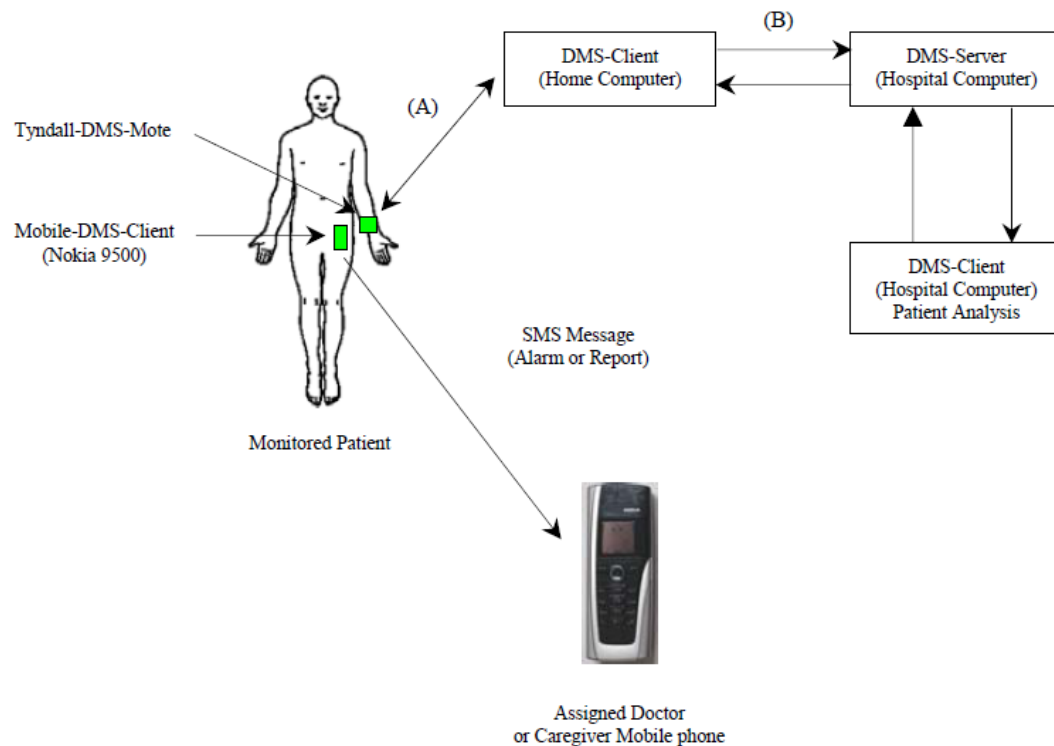 (B)
DMS-Client
(Home Computer)
DMS-Server
(Hospital Computer)
(A)
Tyndall-DMS-Mote
Mobile-DMS-Client
(Nokia 9500)
DMS-Client
(Hospital Computer)
Patient Analysis
SMS Message
(Alarm or Report)
Monitored Patient
Assigned Doctor
or Caregiver Mobile phone